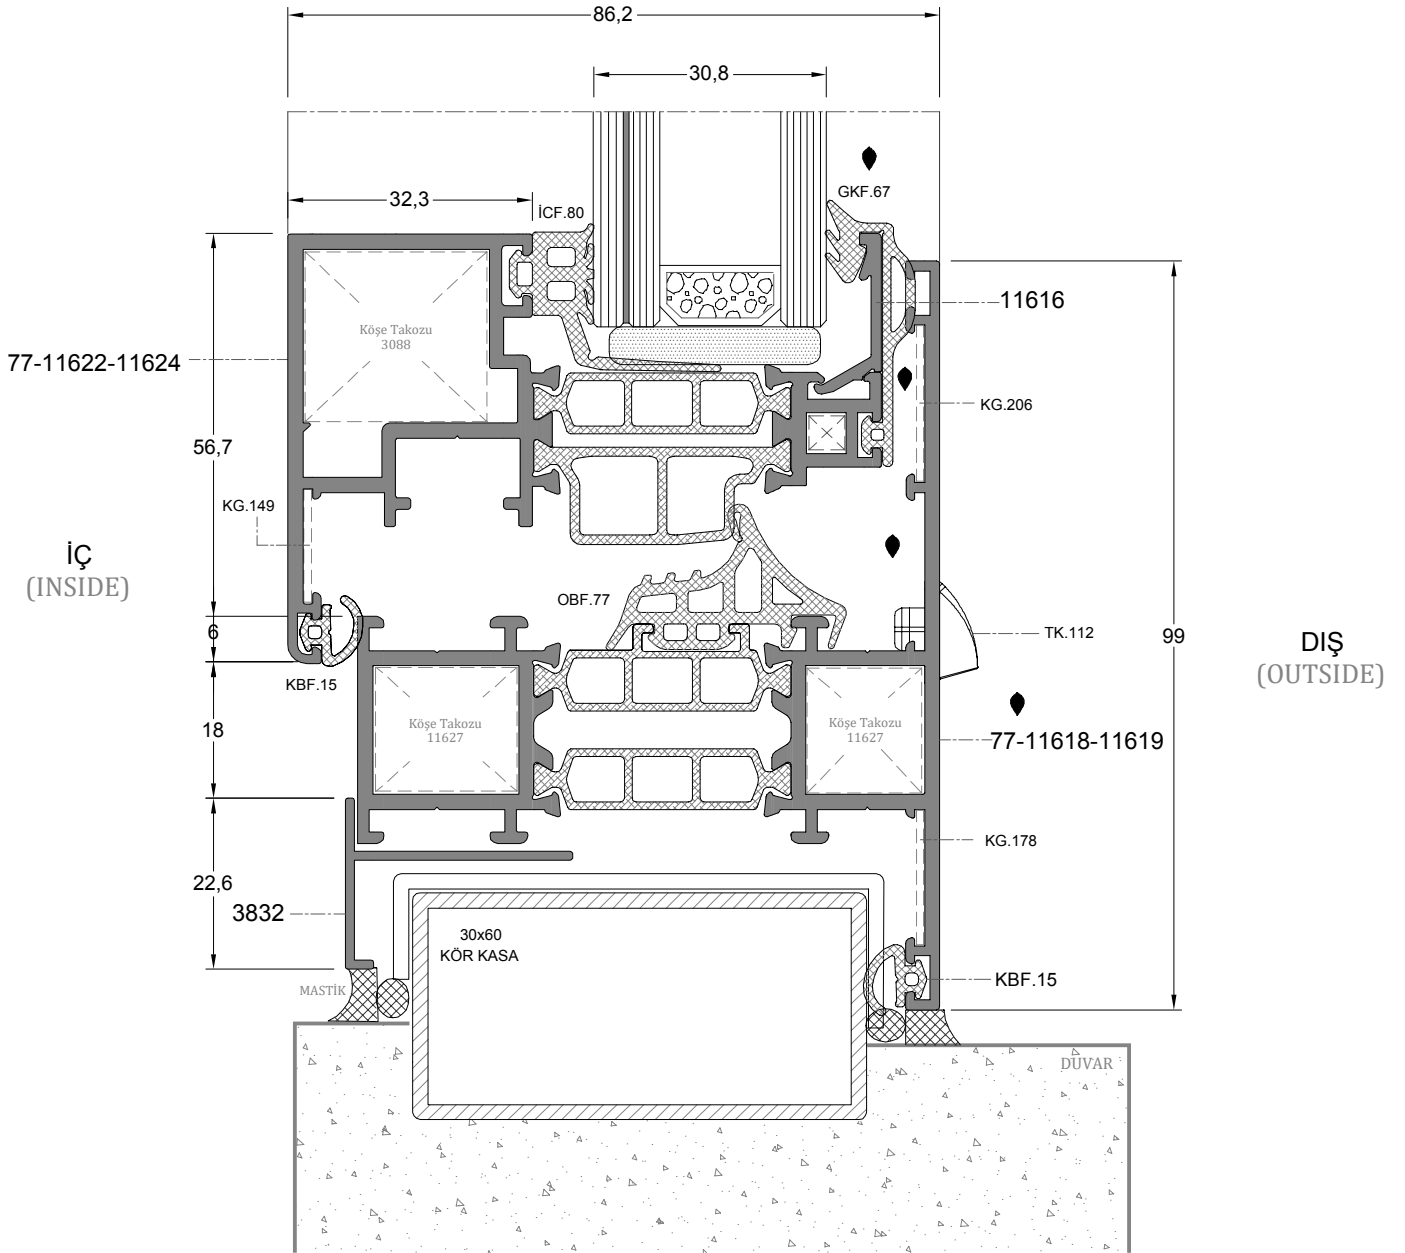 86,2
30,8
32,3
İCF.80
GKF.67
11616
Köşe Takozu
3088
77-11622-11624
KG.206
56,7
KG.149
İÇ
(INSIDE)
OBF.77
6
TK.112
99
DIŞ
(OUTSIDE)
KBF.15
Köşe Takozu
11627
Köşe Takozu
11627
18
77-11618-11619
KG.178
22,6
3832
30x60
KÖR KASA
MASTİK
KBF.15
DUVAR